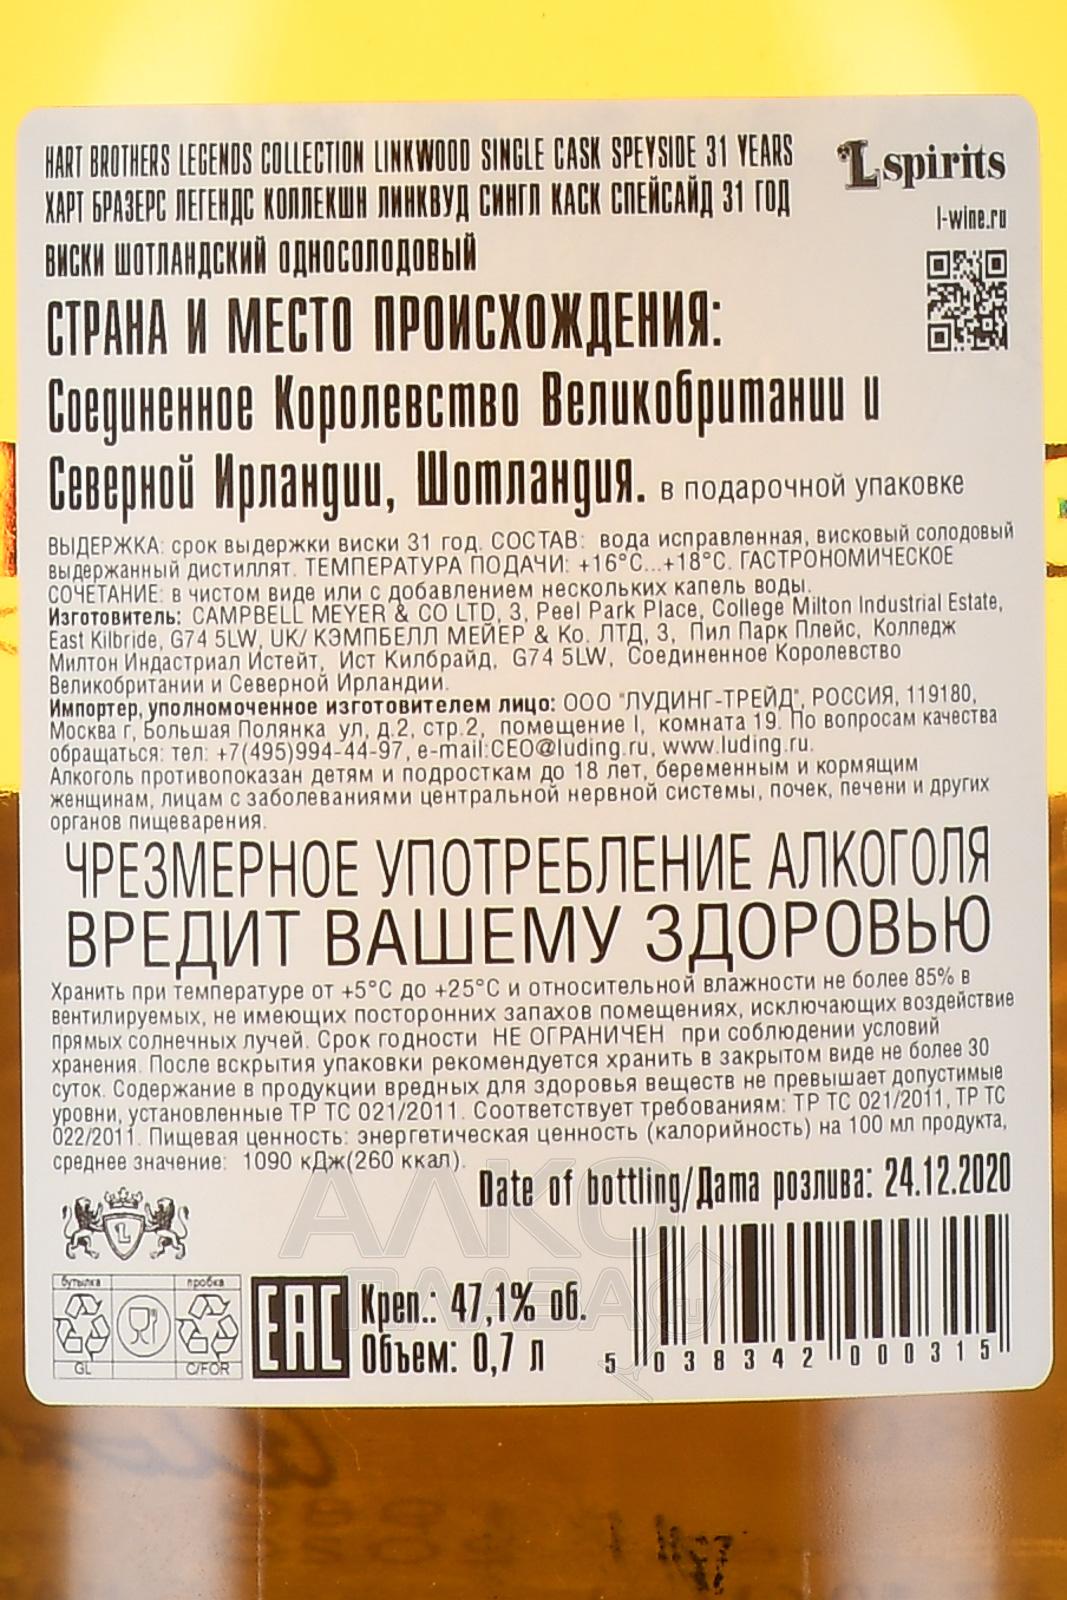 HART BROTHERS LEGENDS COLLECTION LINKWOOD SINGLE CASK SPEYSIDE 31 YEARS
ХАРТ БРАЗЕРС ЛЕГЕНДС КОЛЛЕКШН ЛИНКВУД СИНГЛ КАСК СПЕЙСАЙД 31 ГОД
ВИСКИ ШОТЛАНДСКИЙ ОДНОСОЛОДОВЫЙ
L spirits
l-wine.ru
СТРАНА И МЕСТО ПРОИСХОЖДЕНИЯ:
Соединенное Королевство Великобритании и
Северной Ирландии, Шотландия. в подарочной упаковке
ВЫДЕРЖКА: срок выдержки виски 31 год. СОСТАВ: вода исправленная, висковый солодовый
выдержанный дистиллят. ТЕМПЕРАТУРА ПОДАЧИ: +16°С...+18°С. ГАСТРОНОМИЧЕСКОЕ
СОЧЕТАНИЕ: в чистом виде или с добавлением нескольких капель воды.
Изготовитель: CAMPBELL MEYER & CO LTD, 3, Peel Park Place, College Milton Industrial Estate,
East Kilbride, G74 5LW, UK/ КЭМПБЕЛЛ МЕЙЕР & Ко. ЛТД, 3, Пил Парк Плейс, Колледж
Милтон Индастриал Истейт, Ист Килбрайд, G74 5LW, Соединенное Королевство
Великобритании и Северной Ирландии.
Импортер, уполномоченное изготовителем лицо: ООО "ЛУДИНГ-ТРЕЙД", РОССИЯ, 119180,
Москва г, Большая Полянка ул, д.2, стр.2, помещение I, комната 19. По вопросам качества
обращаться: тел: +7(495)994-44-97, e-mail:CEO@luding.ru, www.luding.ru.
Алкоголь противопоказан детям и подросткам до 18 лет, беременным и кормящим
женщинам, лицам с заболеваниями центральной нервной системы, почек, печени и других
органов пищеварения.
ЧРЕЗМЕРНОЕ УПОТРЕБЛЕНИЕ АЛКОГОЛЯ
ВРЕДИТ ВАШЕМУ ЗДОРОВЬЮ
Хранить при температуре от +5°С до +25°С и относительной влажности не более 85% в
вентилируемых, не имеющих посторонних запахов помещениях, исключающих воздействие
прямых солнечных лучей. Срок годности НЕ ОГРАНИЧЕН при соблюдении условий
хранения. После вскрытия упаковки рекомендуется хранить в закрытом виде не более 30
суток. Содержание в продукции вредных для здоровья веществ не превышает допустимые
уровни, установленные ТР ТС 021/2011. Соответствует требованиям: ТР ТС 021/2011, ТР ТС
022/2011. Пищевая ценность: энергетическая ценность (калорийность) на 100 мл продукта,
среднее значение: 1090 кДж(260 ккал).
Date of bottling/Дата розлива: 24.12.2020
АЛКО
ПЛАЗА
ru
L
бутылка
пробка
GL
C/FOR
EAC
Креп.: 47,1% об.
Объем: 0,7 л
5 038342 000315